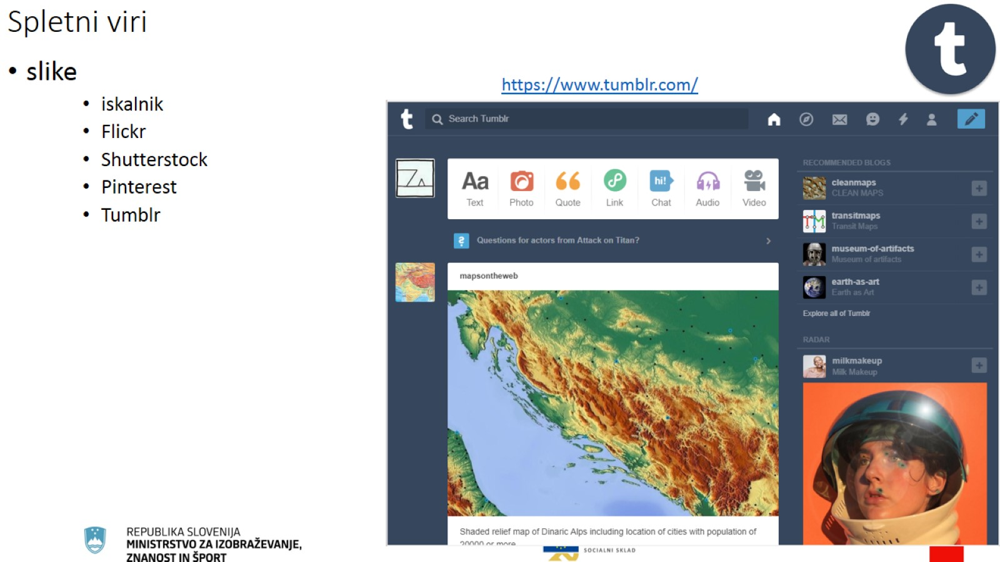 Spletni viri
• slike
• iskalnik
• Flickr
• Shutterstock
• Pinterest
• Tumblr
https://www.tumblr.com/
t
t
Search Tumblr
Aa
Text
Photo
Quote
Link
hi!
Chat
Audio
Video
Questions for actors from Attack on Titan?
mapsontheweb
Shaded relief map of Dinaric Alps including location of cities with population of
20000 or more
RECOMMENDED BLOGS
cleanmaps
CLEAN MAPS
TM
transitmaps
Transit Maps
museum-of-artifacts
Museum of artifacts
earth-as-art
Earth as Art
Explore all of Tumblr
RADAR
milkmakeup
Milk Makeup
REPUBLIKA SLOVENIJA
MINISTRSTVO ZA IZOBRAŽEVANJE,
ZNANOST IN ŠPORT
SOCIALNI SKLAD